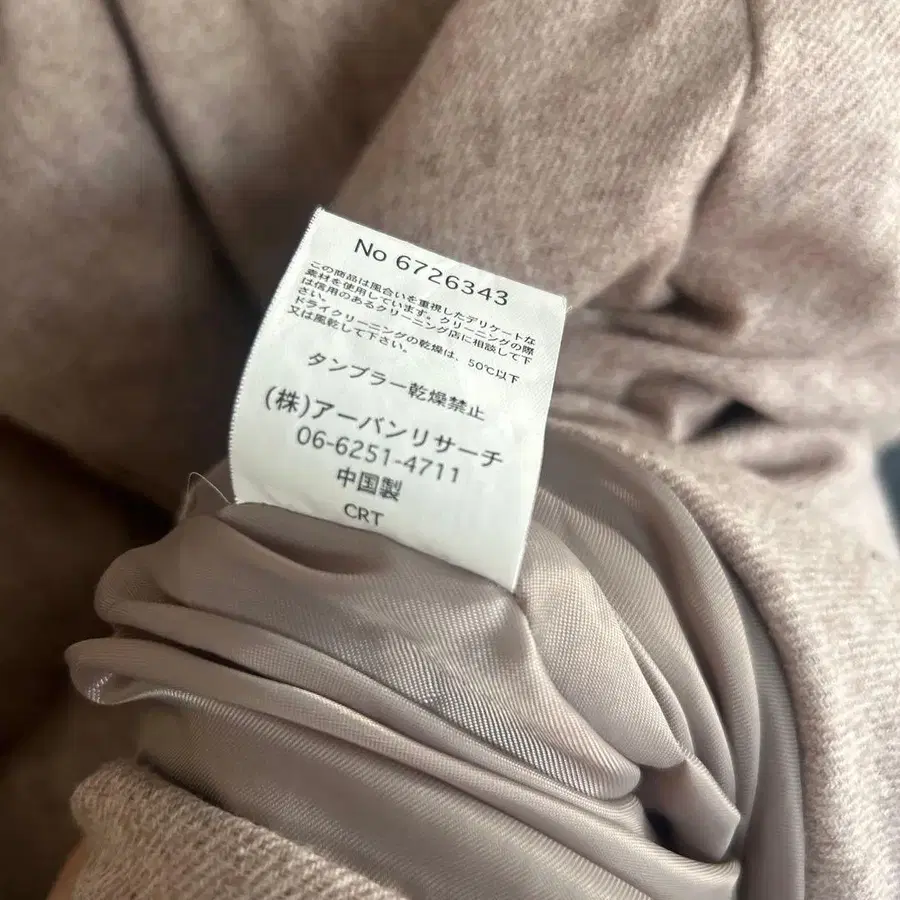 No 6726343
この商品は風合いを重視したデリケートな
素材を使用しています。クリーニングの際
は信用のあるクリーニング店に相談して下
さい。
ドライクリーニングの乾燥は、50℃以下
又は風乾して下さい。
タンブラー乾燥禁止
(株)アーバンリサーチ
06-6251-4711
中国製
CRT